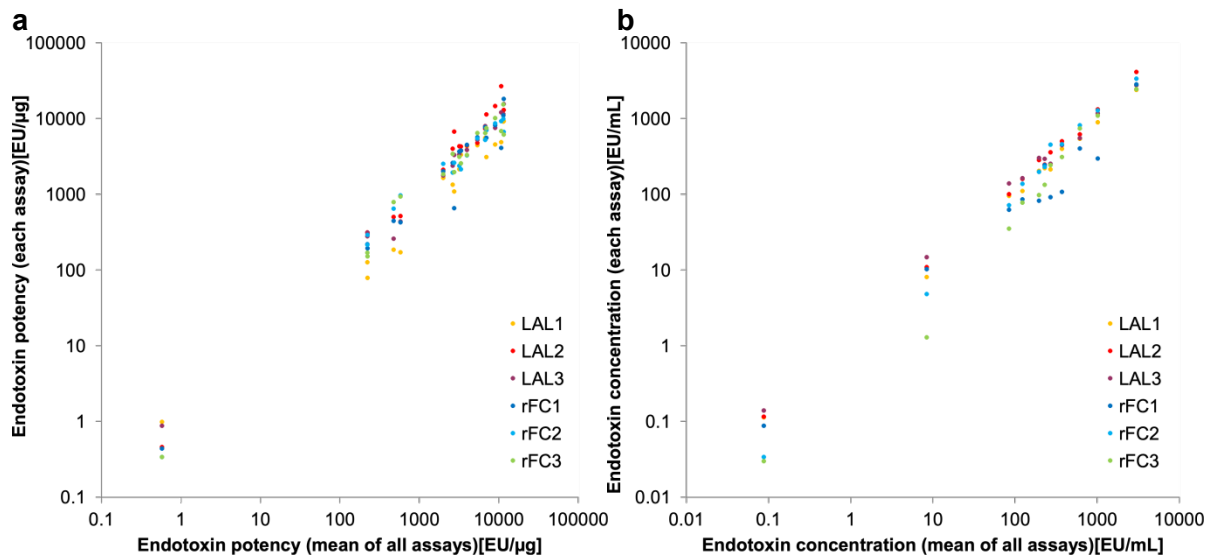 a
Endotoxin potency (each assay)[EU/µg]
100000
10000
1000
100
10
1
0.1
0.1 1 10 100 1000 10000 100000
Endotoxin potency (mean of all assays)[EU/µg]
LAL1
LAL2
LAL3
rFC1
rFC2
rFC3
b
Endotoxin concentration (each assay)[EU/mL]
10000
1000
100
10
1
0.1
0.01
0.01 0.1 1 10 100 1000 10000
Endotoxin concentration (mean of all assays)[EU/mL]
LAL1
LAL2
LAL3
rFC1
rFC2
rFC3